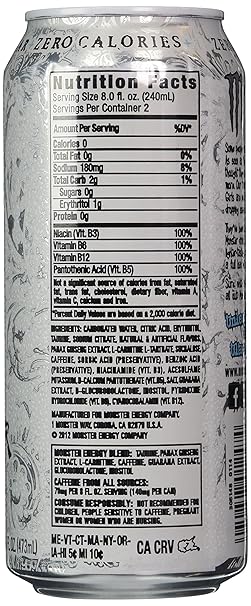 ZERO CALORIES
Nutrition Facts
Serving Size 8.0 fl. oz (240mL)
Servings Per Container 2
Amount Per Serving %DV*
Calories 0
Total Fat 0g 0%
Sodium 180mg 8%
Total Carb 2g 1%
Sugars 0g
Erythritol 1g
Protein 0g
Niacin (Vit. B3) 100%
Vitamin B6 100%
Vitamin B12 100%
Pantothenic Acid (Vit. B5) 100%
Not a significant source of calories from fat, saturated
fat, trans fat, cholesterol, dietary fiber, vitamin A,
vitamin C, calcium and iron.
*Percent Daily Values are based on a 2,000 calorie diet.
INGREDIENTS: CARBONATED WATER, CITRIC ACID, ERYTHRITOL,
TAURINE, SODIUM CITRATE, NATURAL & ARTIFICIAL FLAVORS,
PANAX GINSENG EXTRACT, L-CARNITINE L-TARTRATE, SUCRALOSE,
CAFFEINE, SORBIC ACID (PRESERVATIVE), BENZOIC ACID
(PRESERVATIVE), NIACINAMIDE (VIT. B3), ACESULFAME
POTASSIUM, D-CALCIUM PANTOTHENATE (VIT. B5), SALT, GUARANA
EXTRACT, D-GLUCURONOLACTONE, INOSITOL, PYRIDOXINE
HYDROCHLORIDE (VIT. B6), CYANOCOBALAMIN (VIT. B12).
MANUFACTURED FOR MONSTER ENERGY COMPANY
1 MONSTER WAY, CORONA, CA 92879 U.S.A.
© 2012 MONSTER ENERGY COMPANY
MONSTER ENERGY BLEND: TAURINE, PANAX GINSENG
EXTRACT, L-CARNITINE, CAFFEINE, GUARANA EXTRACT,
GLUCURONOLACTONE, INOSITOL
CAFFEINE FROM ALL SOURCES:
70mg PER 8 FL. OZ. SERVING (140mg PER CAN)
CONSUME RESPONSIBLY: NOT RECOMMENDED FOR
CHILDREN, PEOPLE SENSITIVE TO CAFFEINE, PREGNANT
WOMEN OR WOMEN WHO ARE NURSING.
ME-VT-CT-MA-NY-OR-
IA-HI 5¢ MI 10¢ CA CRV
(473mL)